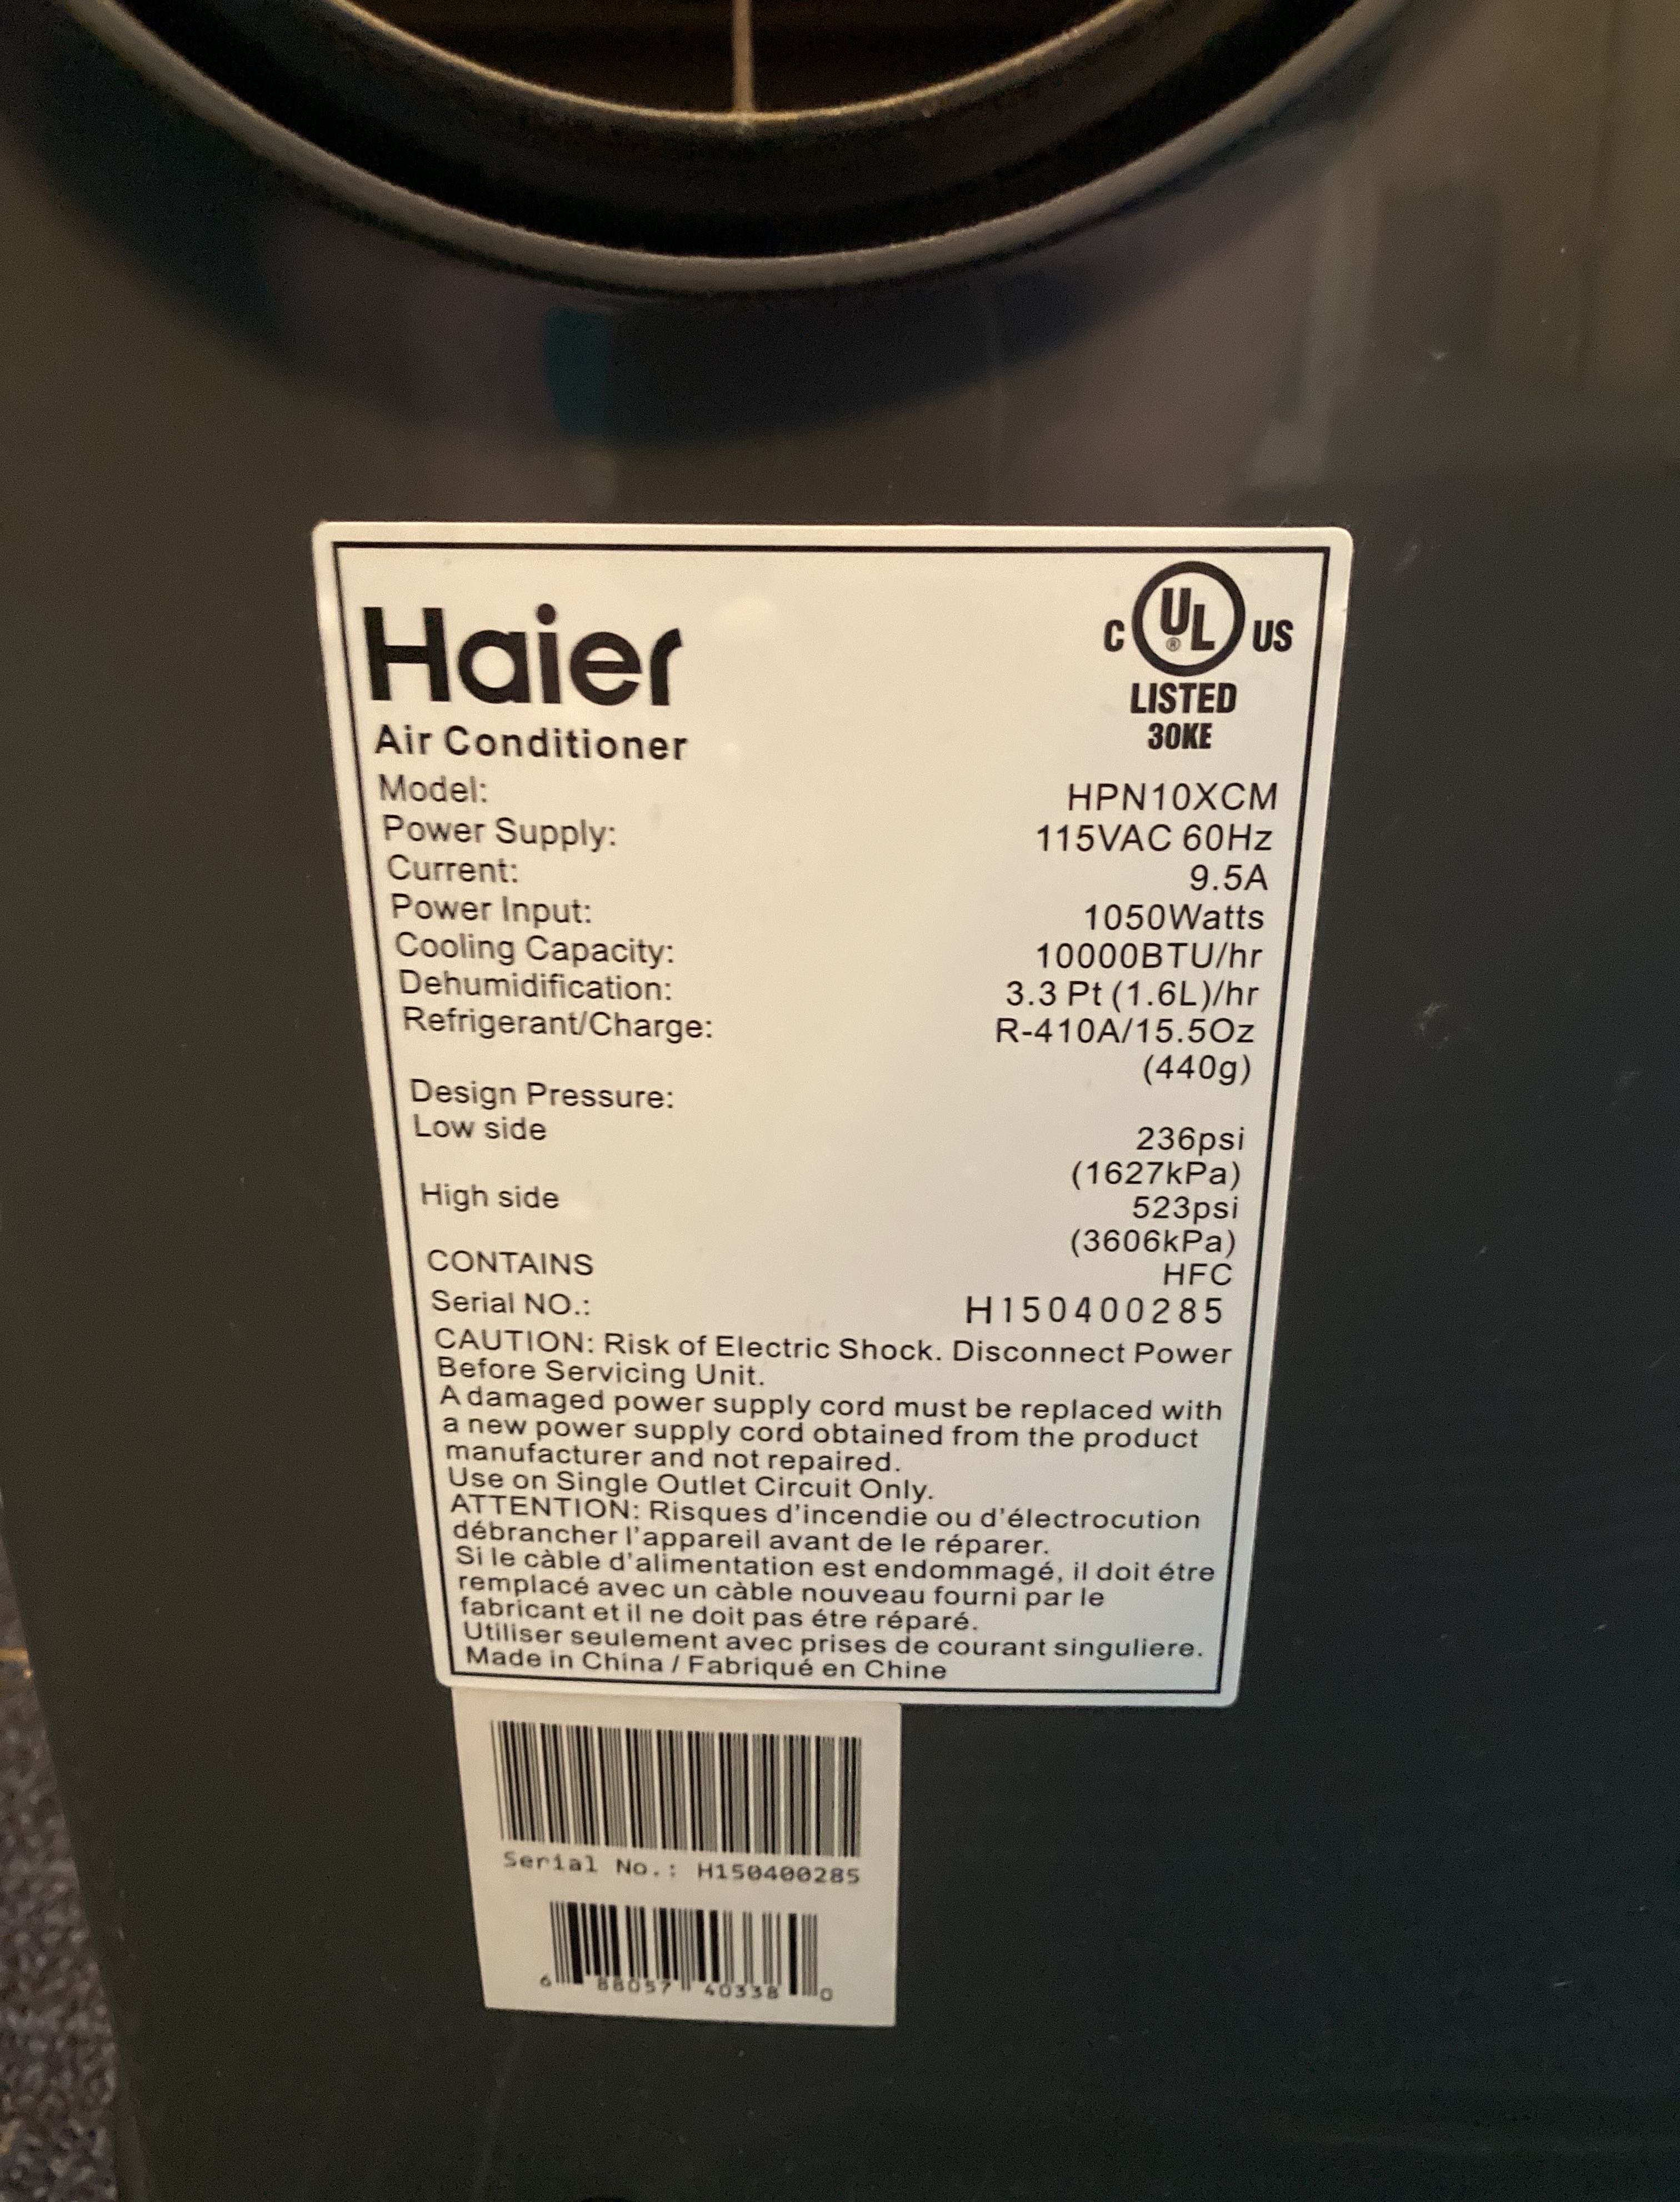 Haier
C UL® US
LISTED
30KE
Air Conditioner
Model: HPN10XCM
Power Supply: 115VAC 60Hz
Current: 9.5A
Power Input: 1050Watts
Cooling Capacity: 10000BTU/hr
Dehumidification: 3.3 Pt (1.6L)/hr
Refrigerant/Charge: R-410A/15.5Oz
(440g)
Design Pressure:
Low side 236psi
(1627kPa)
High side 523psi
(3606kPa)
CONTAINS HFC
Serial NO.: H150400285
CAUTION: Risk of Electric Shock. Disconnect Power
Before Servicing Unit.
A damaged power supply cord must be replaced with
a new power supply cord obtained from the product
manufacturer and not repaired.
Use on Single Outlet Circuit Only.
ATTENTION: Risques d'incendie ou d'électrocution
débrancher l'appareil avant de le réparer.
Si le càble d'alimentation est endommagé, il doit étre
remplacé avec un càble nouveau fourni par le
fabricant et il ne doit pas étre réparé.
Utiliser seulement avec prises de courant singuliere.
Made in China / Fabriqué en Chine
Serial No.: H150400285
6 88057 40338 0